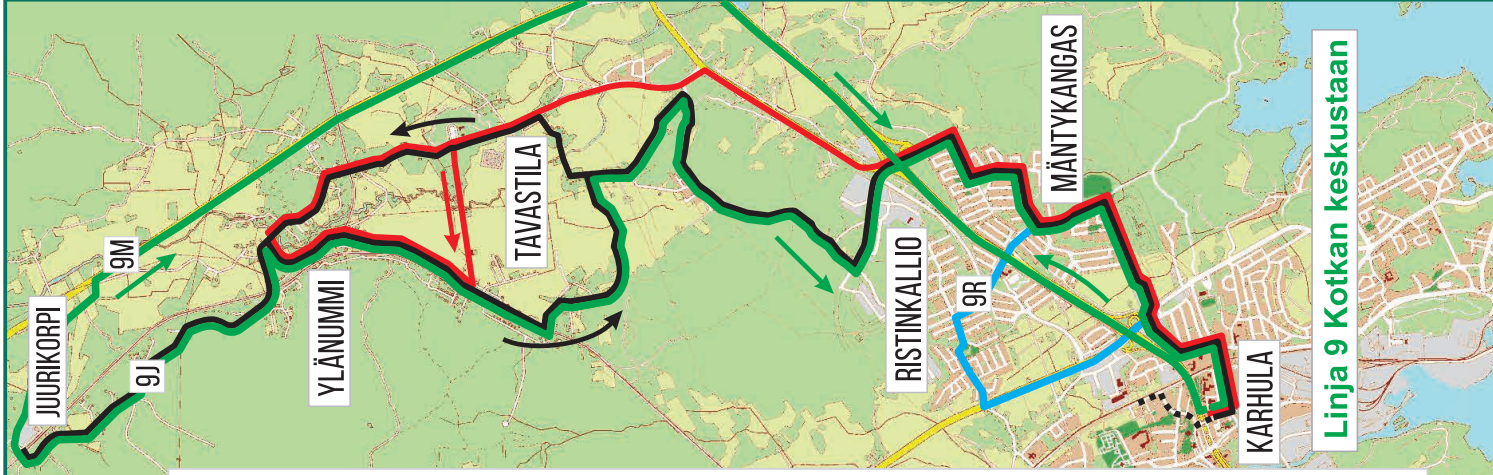 JUURIKORPI
9M
9J
YLÄNUMMI
TAVASTILA
RISTINKALLIO
9R
MÄNTYKANGAS
KARHULA
Linja 9 Kotkan keskustaan